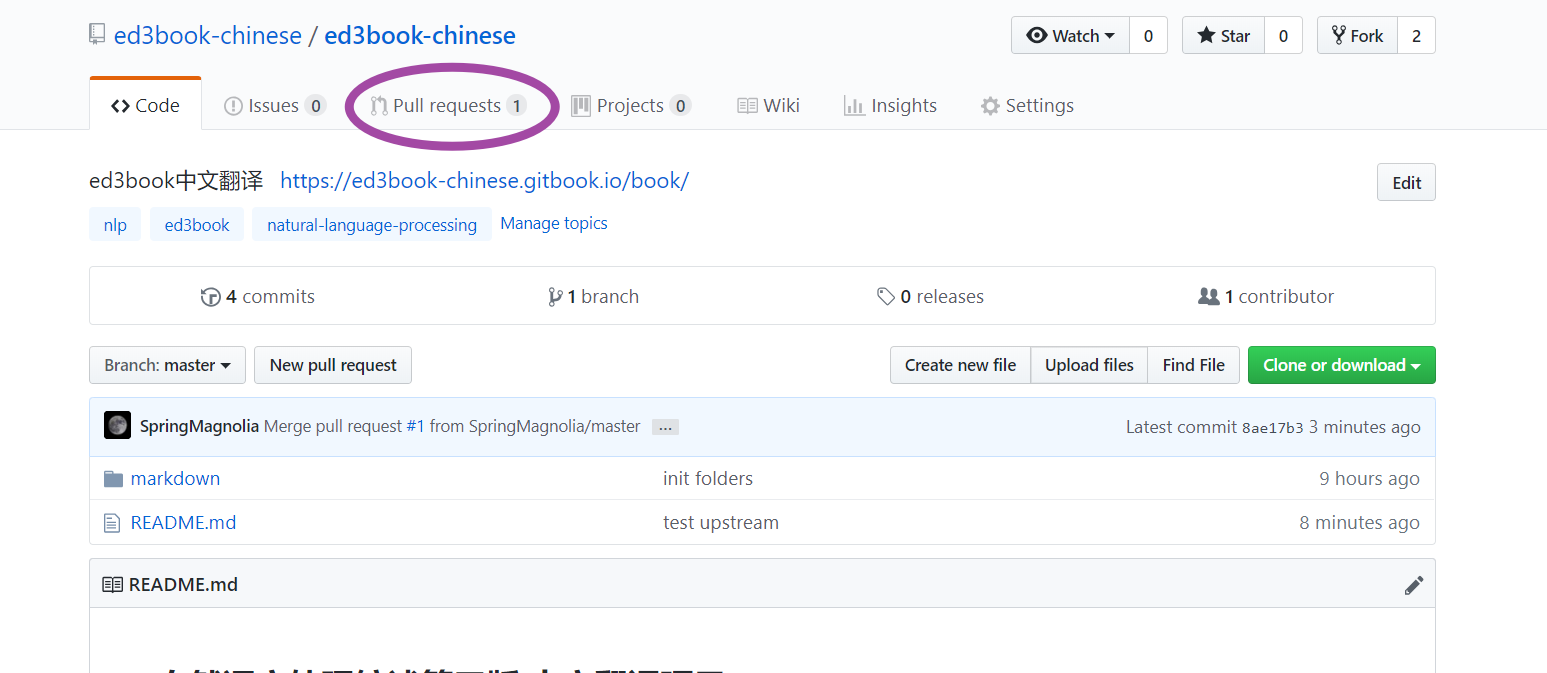 ed3book-chinese / ed3book-chinese Watch 0 Star 0 Fork 2
Code Issues 0 Pull requests 1 Projects 0 Wiki Insights Settings
ed3book中文翻译 https://ed3book-chinese.gitbook.io/book/ Edit
nlp ed3book natural-language-processing Manage topics
4 commits 1 branch 0 releases 1 contributor
Branch: master New pull request Create new file Upload files Find File Clone or download
SpringMagnolia Merge pull request #1 from SpringMagnolia/master ... Latest commit 8ae17b3 3 minutes ago
markdown init folders 9 hours ago
README.md test upstream 8 minutes ago
README.md